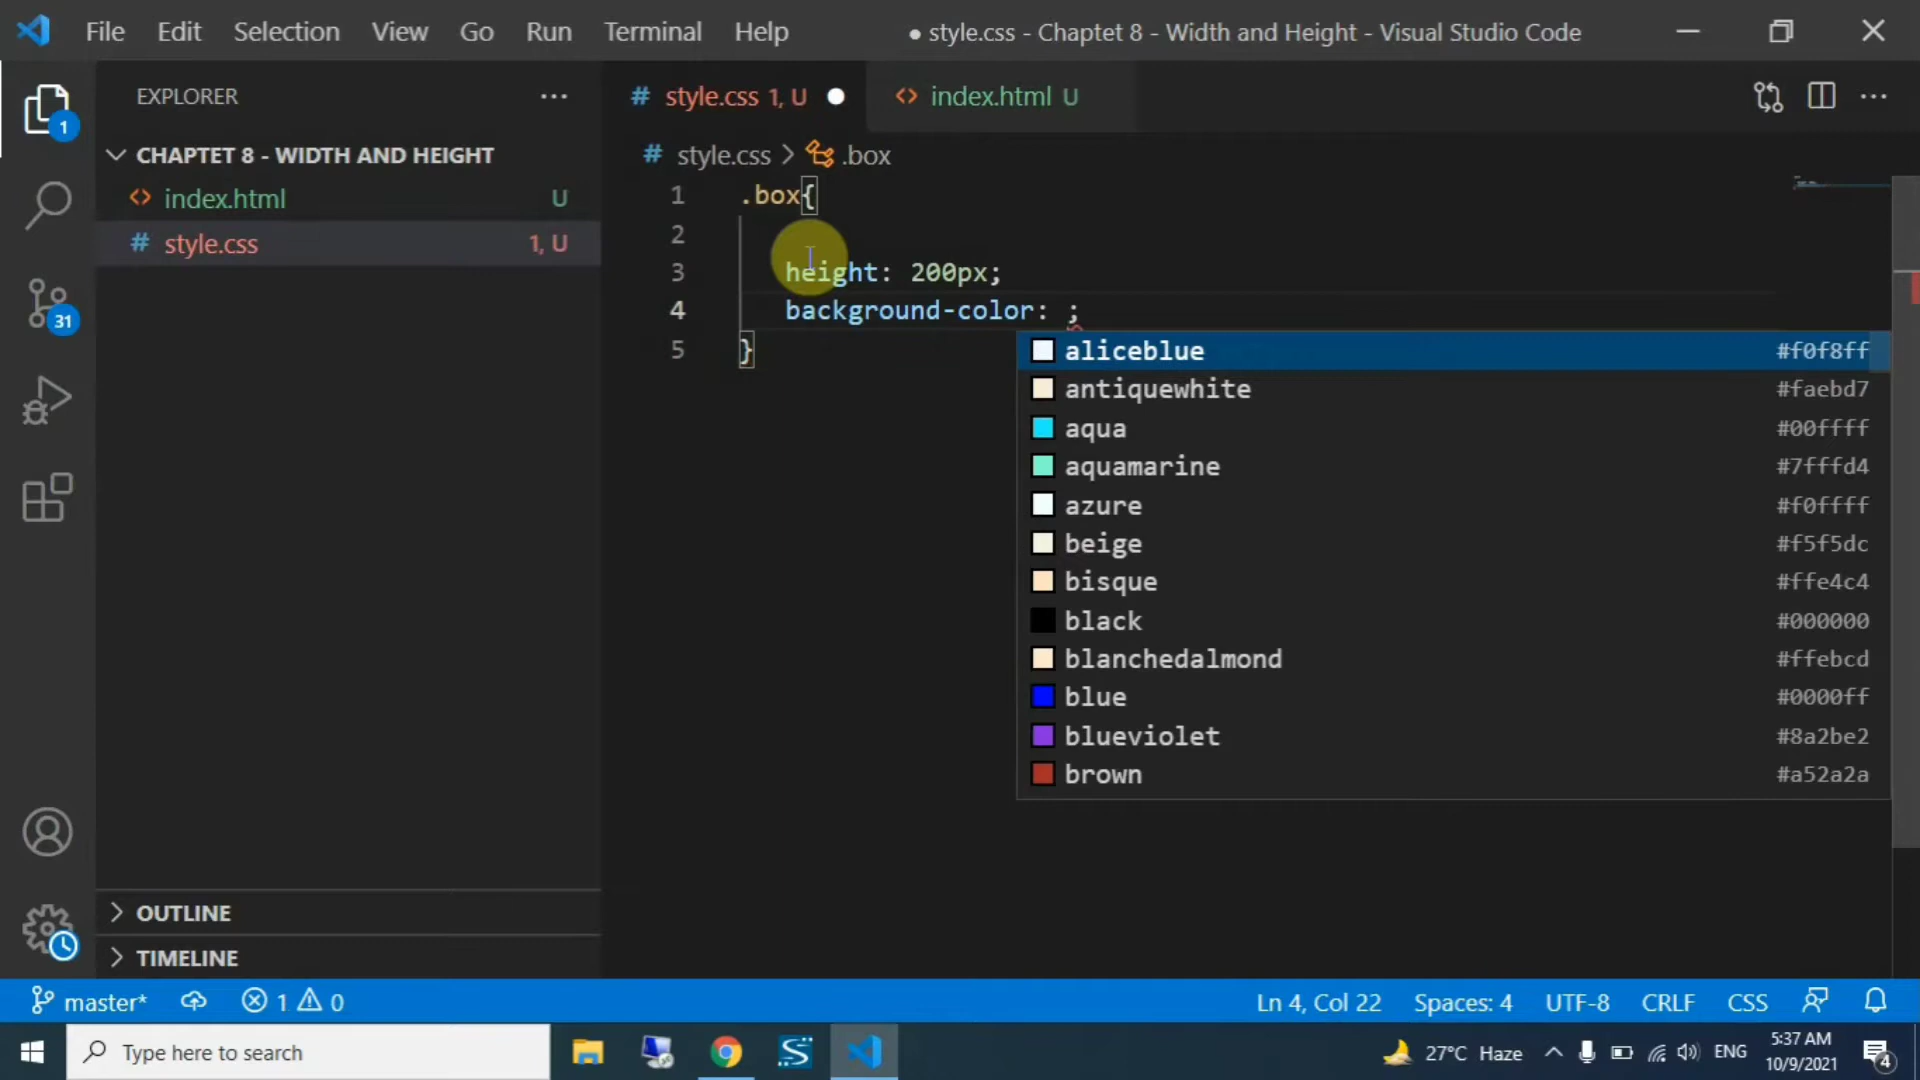 File Edit Selection View Go Run Terminal Help
● style.css - Chaptet 8 - Width and Height - Visual Studio Code
EXPLORER
# style.css 1, U ●
<> index.html U
CHAPTET 8 - WIDTH AND HEIGHT
<> index.html U
# style.css 1, U
# style.css > .box
1 .box{
2
3 height: 200px;
4 background-color: ;
5 }
aliceblue #f0f8ff
antiquewhite #faebd7
aqua #00ffff
aquamarine #7fffd4
azure #f0ffff
beige #f5f5dc
bisque #ffe4c4
black #000000
blanchedalmond #ffebcd
blue #0000ff
blueviolet #8a2be2
brown #a52a2a
1
31
OUTLINE
TIMELINE
master* 1 0
Ln 4, Col 22 Spaces: 4 UTF-8 CRLF CSS
Type here to search
27°C Haze ENG
5:37 AM
10/9/2021
4